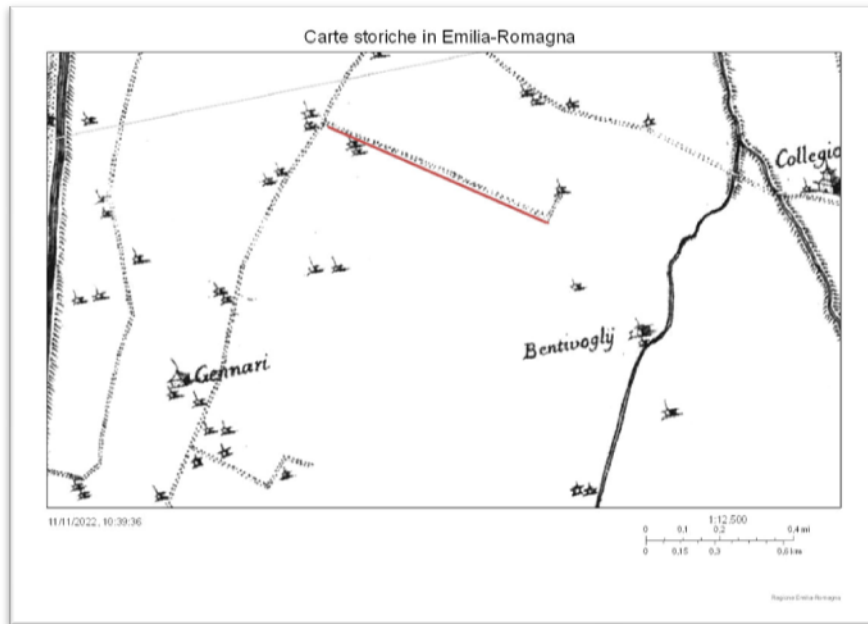 Carte storiche in Emilia-Romagna
Collegio
Bentivoglij
Gennari
11/11/2022, 10:39:36
1:12.500
0 0,1 0,2 0,4 mi
0 0,15 0,3 0,6 km
Regione Emilia-Romagna